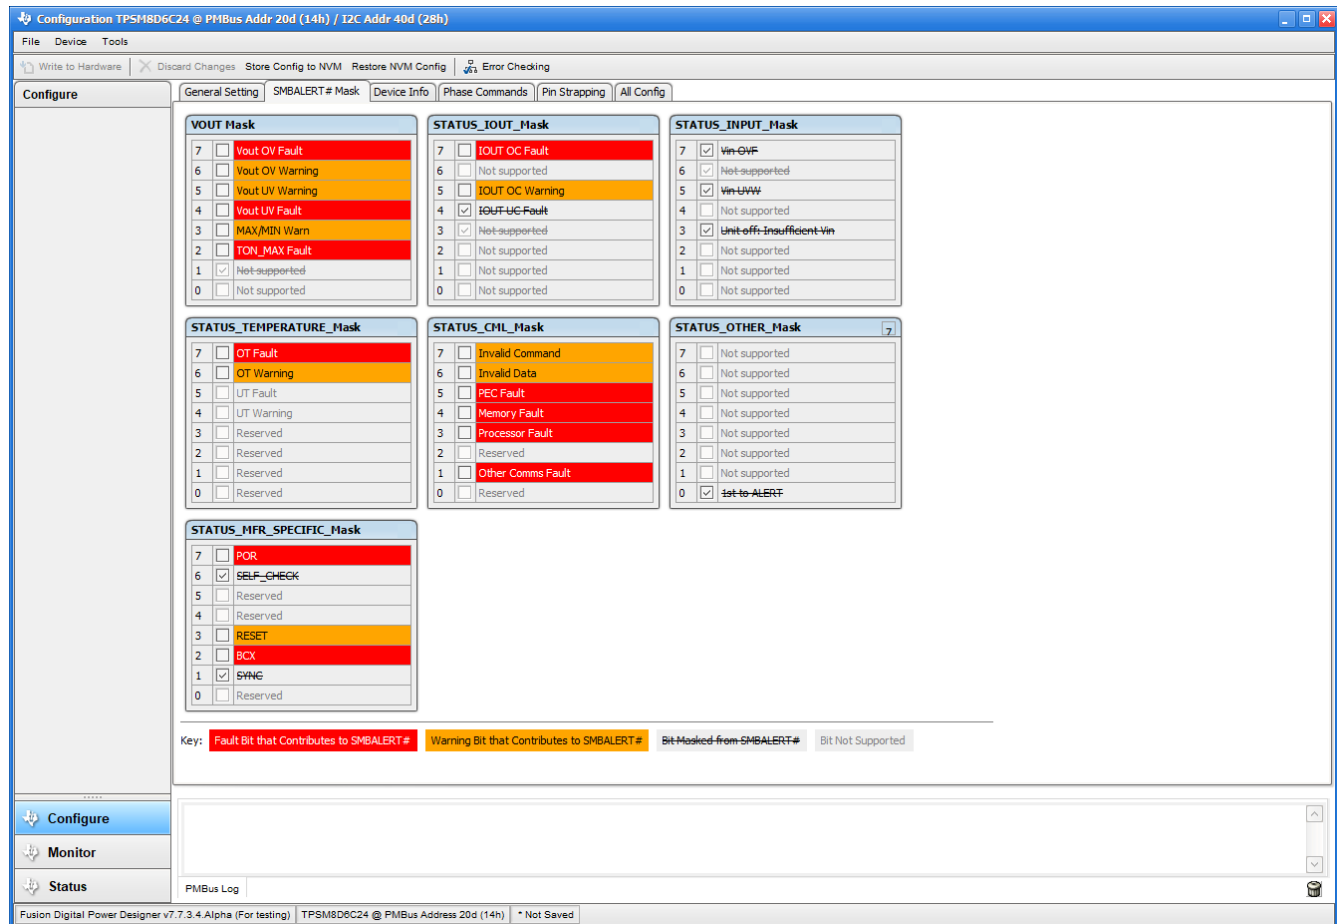 Configuration TPSM8D6C24 @ PMBus Addr 20d (14h) / I2C Addr 40d (28h)
File Device Tools
Write to Hardware Discard Changes Store Config to NVM Restore NVM Config Error Checking
Configure
General Setting SMBALERT# Mask Device Info Phase Commands Pin Strapping All Config
VOUT Mask
7 Vout OV Fault
6 Vout OV Warning
5 Vout UV Warning
4 Vout UV Fault
3 MAX/MIN Warn
2 TON_MAX Fault
1 Not supported
0 Not supported
STATUS_IOUT_Mask
7 IOUT OC Fault
6 Not supported
5 IOUT OC Warning
4 IOUT UC Fault
3 Not supported
2 Not supported
1 Not supported
0 Not supported
STATUS_INPUT_Mask
7 Vin OVF
6 Not supported
5 Vin UVW
4 Not supported
3 Unit off: Insufficient Vin
2 Not supported
1 Not supported
0 Not supported
STATUS_TEMPERATURE_Mask
7 OT Fault
6 OT Warning
5 UT Fault
4 UT Warning
3 Reserved
2 Reserved
1 Reserved
0 Reserved
STATUS_CML_Mask
7 Invalid Command
6 Invalid Data
5 PEC Fault
4 Memory Fault
3 Processor Fault
2 Reserved
1 Other Comms Fault
0 Reserved
STATUS_OTHER_Mask 7
7 Not supported
6 Not supported
5 Not supported
4 Not supported
3 Not supported
2 Not supported
1 Not supported
0 1st to ALERT
STATUS_MFR_SPECIFIC_Mask
7 POR
6 SELF_CHECK
5 Reserved
4 Reserved
3 RESET
2 BCX
1 SYNC
0 Reserved
Key: Fault Bit that Contributes to SMBALERT# Warning Bit that Contributes to SMBALERT# Bit Masked from SMBALERT# Bit Not Supported
Configure
Monitor
Status
PMBus Log
Fusion Digital Power Designer v7.7.3.4.Alpha (For testing) TPSM8D6C24 @ PMBus Address 20d (14h) * Not Saved